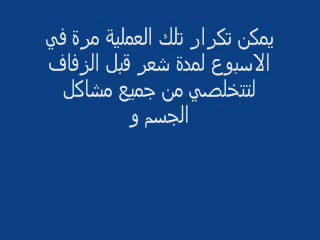 يمكن تكرار تلك العملية مرة في
الاسبوع لمدة شعر قبل الزفاف
لتتخلصي من جميع مشاكل
الجسم و